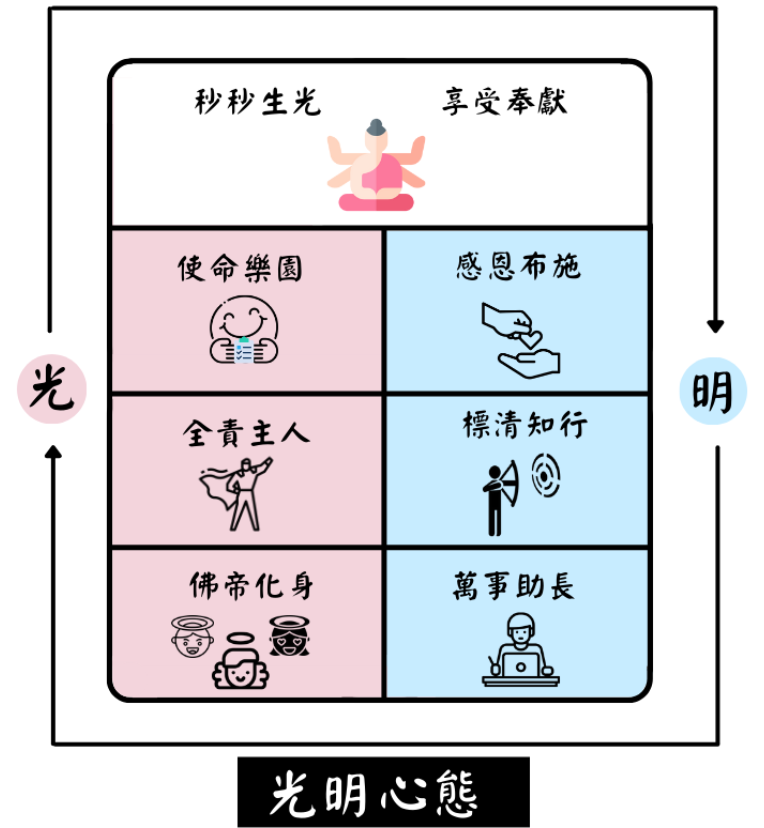 秒秒生光 享受奉獻
使命樂園 感恩布施
光 明
全責主人 標清知行
佛帝化身 萬事助長
光明心態